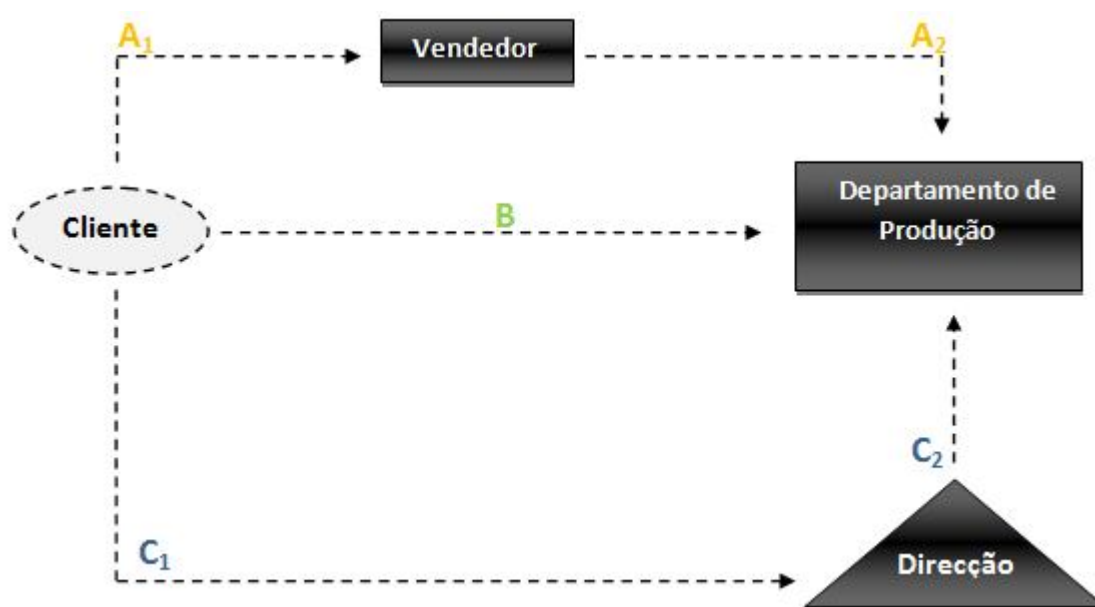 A₁
Vendedor
A₂
Departamento de
Produção
Cliente
B
C₂
C₁
Direcção